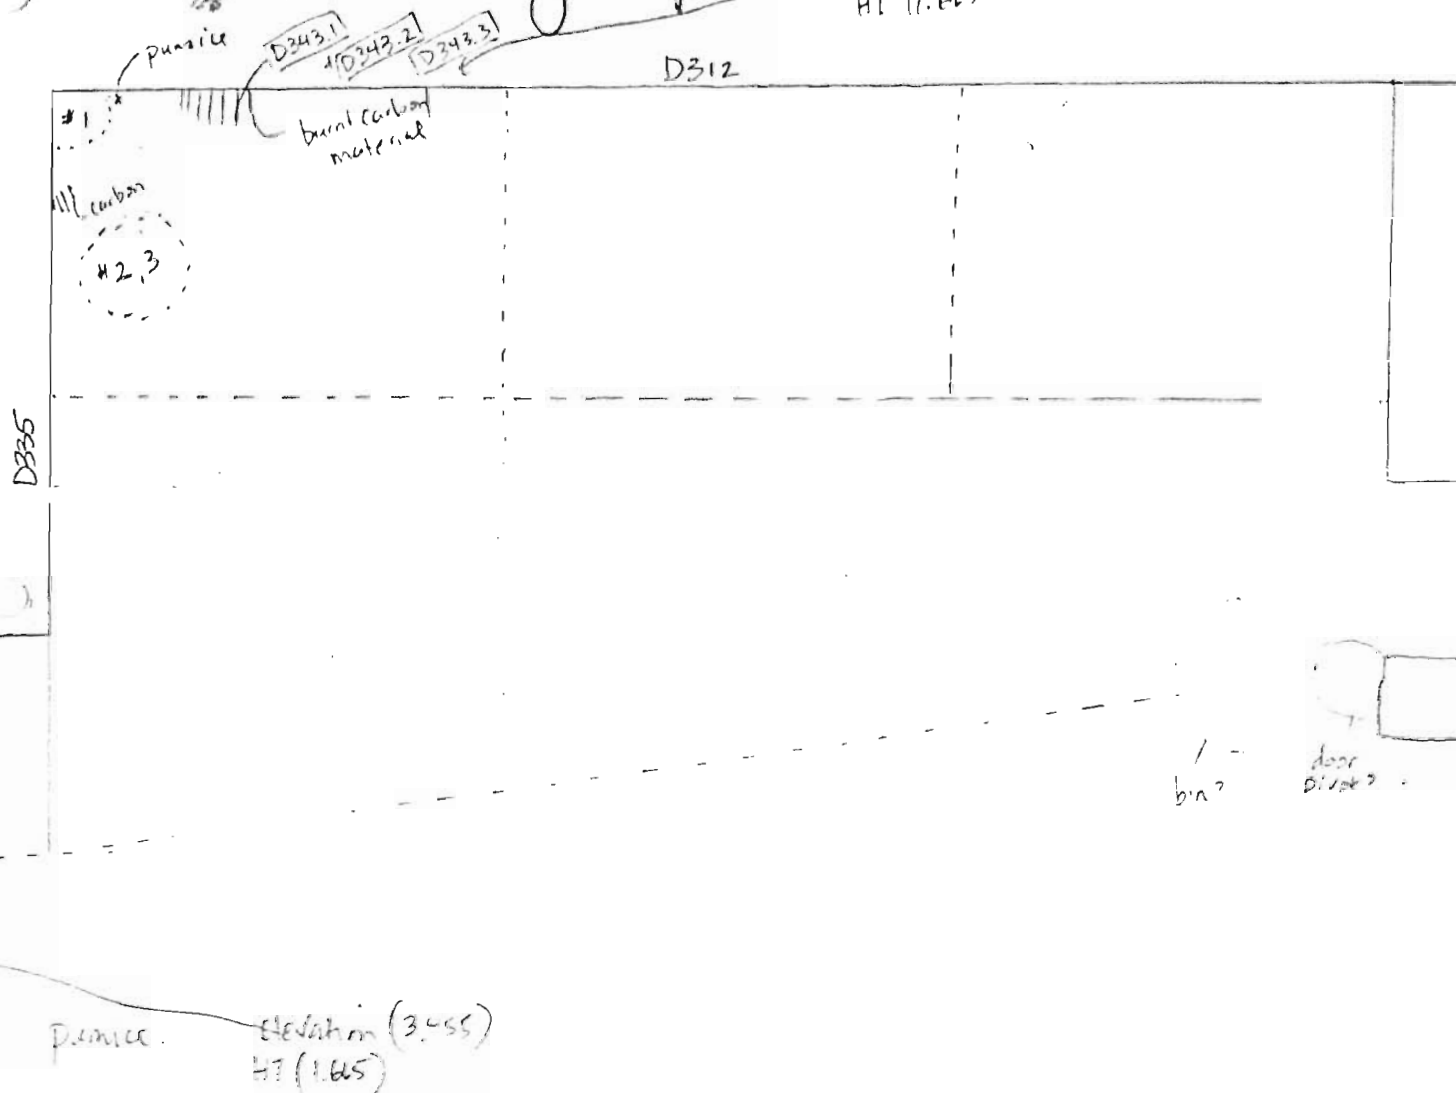 pumice
D343.1
D343.2
D343.3
D312
#1
burnt carbon
material
carbon
#2,3
D335
bin?
door
pumice.
Elevation (3.455)
HI (1.665)